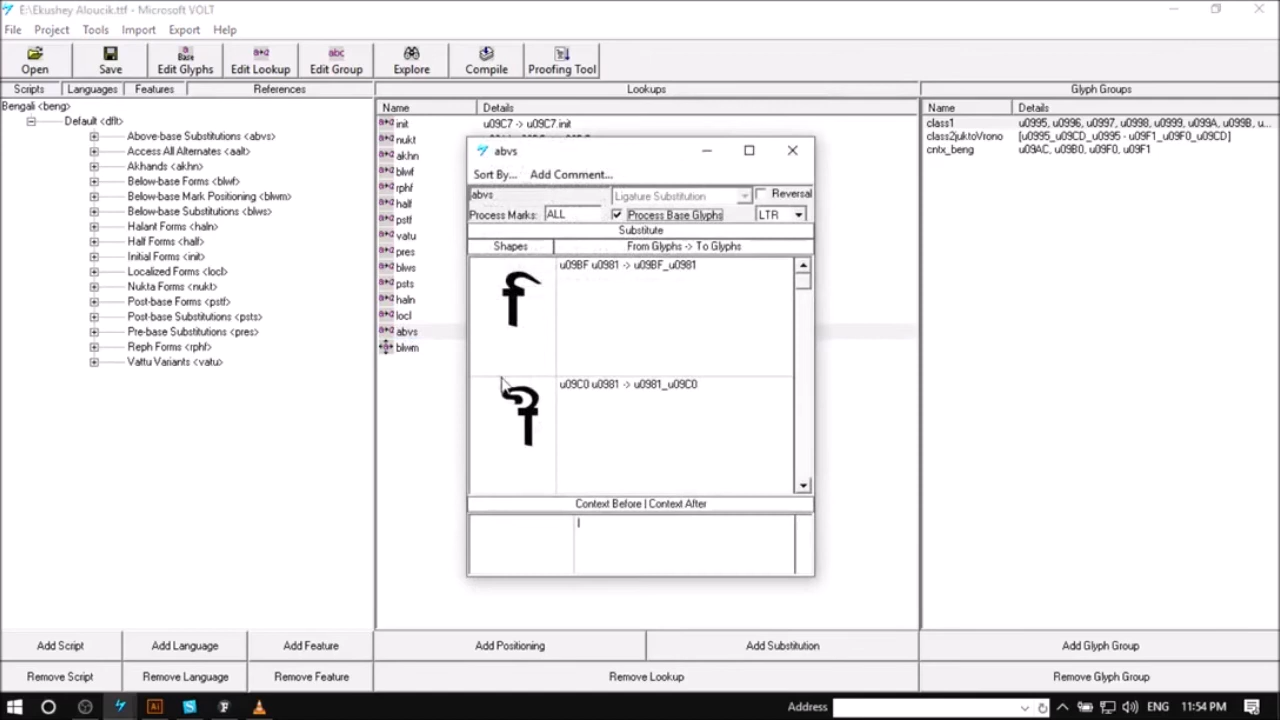 E:\Ekushey Aloucik.ttf - Microsoft VOLT
File Project Tools Import Export Help
Open Save Edit Glyphs Edit Lookup Edit Group Explore Compile Proofing Tool
Scripts Languages Features References Lookups Glyph Groups
Bengali <beng>
Default <dflt>
Above-base Substitutions <abvs>
Access All Alternates <aalt>
Akhands <akhn>
Below-base Forms <blwf>
Below-base Mark Positioning <blwm>
Below-base Substitutions <blws>
Halant Forms <haln>
Half Forms <half>
Initial Forms <init>
Localized Forms <locl>
Nukta Forms <nukt>
Post-base Forms <pstf>
Post-base Substitutions <psts>
Pre-base Substitutions <pres>
Reph Forms <rphf>
Vattu Variants <vatu>
Name Details
init u09C7 -> u09C7.init
nukt
akhn
blwf
rphf
half
pstf
vatu
pres
blws
psts
haln
locl
abvs
blwm
abvs
Sort By... Add Comment...
abvs Ligature Substitution Reversal
Process Marks: ALL Process Base Glyphs LTR
Substitute
Shapes From Glyphs -> To Glyphs
u09BF u0981 -> u09BF_u0981
u09C0 u0981 -> u0981_u09C0
Context Before | Context After
Name Details
class1 u0995, u0996, u0997, u0998, u0999, u099A, u099B, u...
class2juktoVrono [u0995_u09CD_u0995 - u09F1_u09F0_u09CD]
cntx_beng u09AC, u09B0, u09F0, u09F1
Add Script Add Language Add Feature Add Positioning Add Substitution Add Glyph Group
Remove Script Remove Language Remove Feature Remove Lookup Remove Glyph Group
Address ENG 11:54 PM